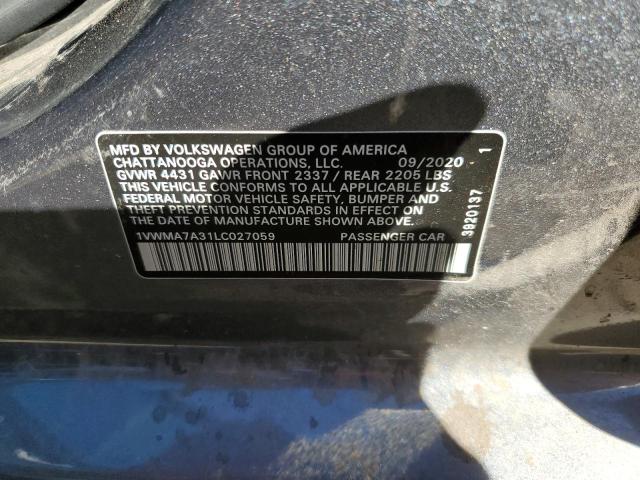 MFD BY VOLKSWAGEN GROUP OF AMERICA
CHATTANOOGA OPERATIONS, LLC. 09/2020 - 1
GVWR 4431 GAWR FRONT 2337 / REAR 2205 LBS
THIS VEHICLE CONFORMS TO ALL APPLICABLE U.S.
FEDERAL MOTOR VEHICLE SAFETY, BUMPER AND
THEFT PREVENTION STANDARDS IN EFFECT ON THE
DATE OF MANUFACTURE SHOWN ABOVE.
1VWMA7A31LC027059 PASSENGER CAR
3920137